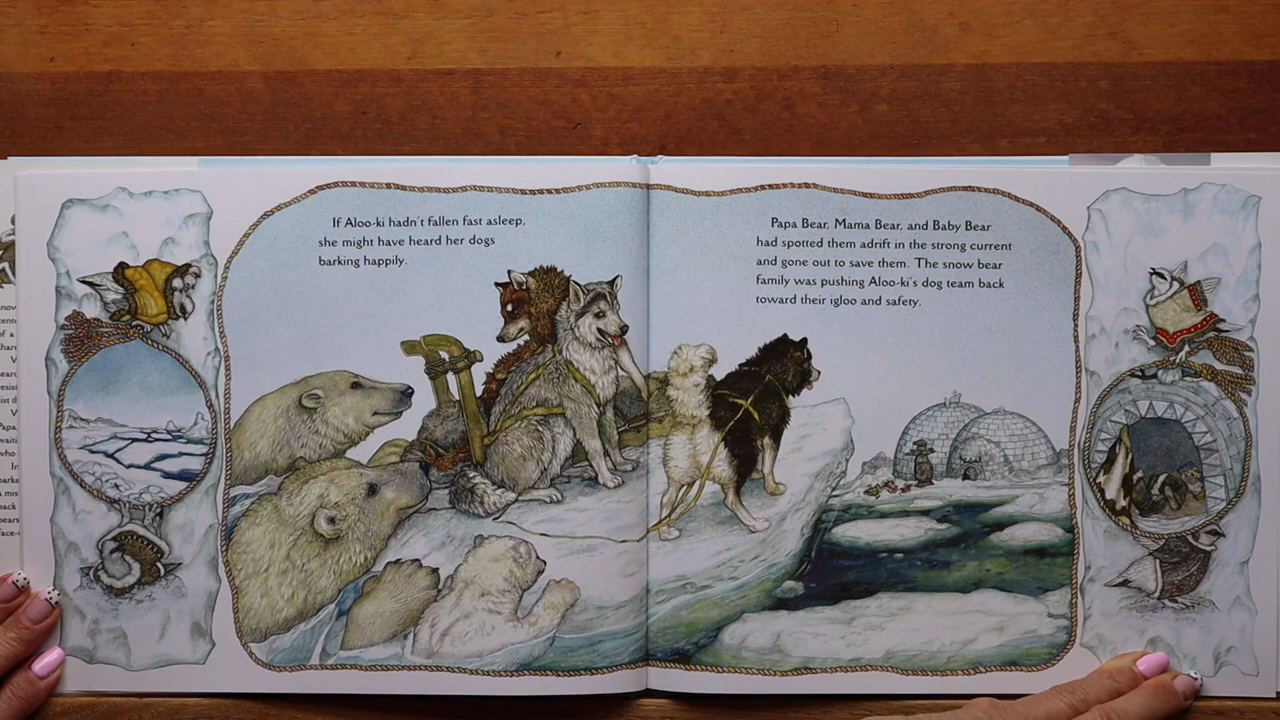 If Aloo-ki hadn't fallen fast asleep,
she might have heard her dogs
barking happily.
Papa Bear, Mama Bear, and Baby Bear
had spotted them adrift in the strong current
and gone out to save them. The snow bear
family was pushing Aloo-ki's dog team back
toward their igloo and safety.